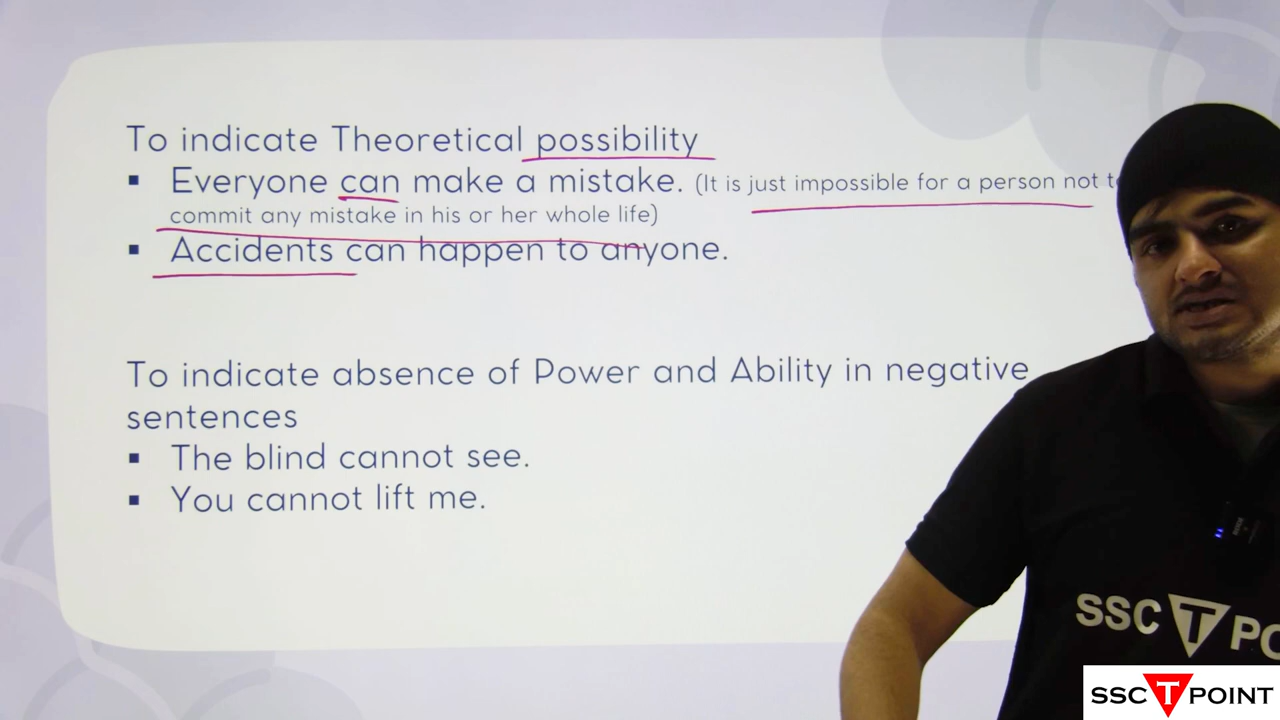 To indicate Theoretical possibility
▪ Everyone can make a mistake. (It is just impossible for a person not
commit any mistake in his or her whole life)
▪ Accidents can happen to anyone.
To indicate absence of Power and Ability in negative
sentences
▪ The blind cannot see.
▪ You cannot lift me.
SSC T PO
SSC T POINT